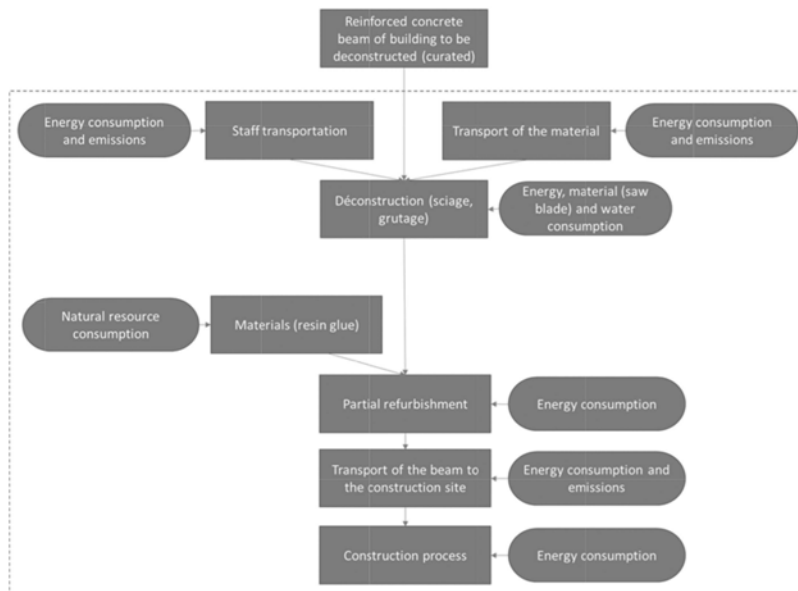 Reinforced concrete
beam of building to be
deconstructed (curated)
Energy consumption
and emissions
Staff transportation
Transport of the material
Energy consumption
and emissions
Déconstruction (sciage,
grutage)
Energy, material (saw
blade) and water
consumption
Natural resource
consumption
Materials (resin glue)
Partial refurbishment
Energy consumption
Transport of the beam to
the construction site
Energy consumption and
emissions
Construction process
Energy consumption